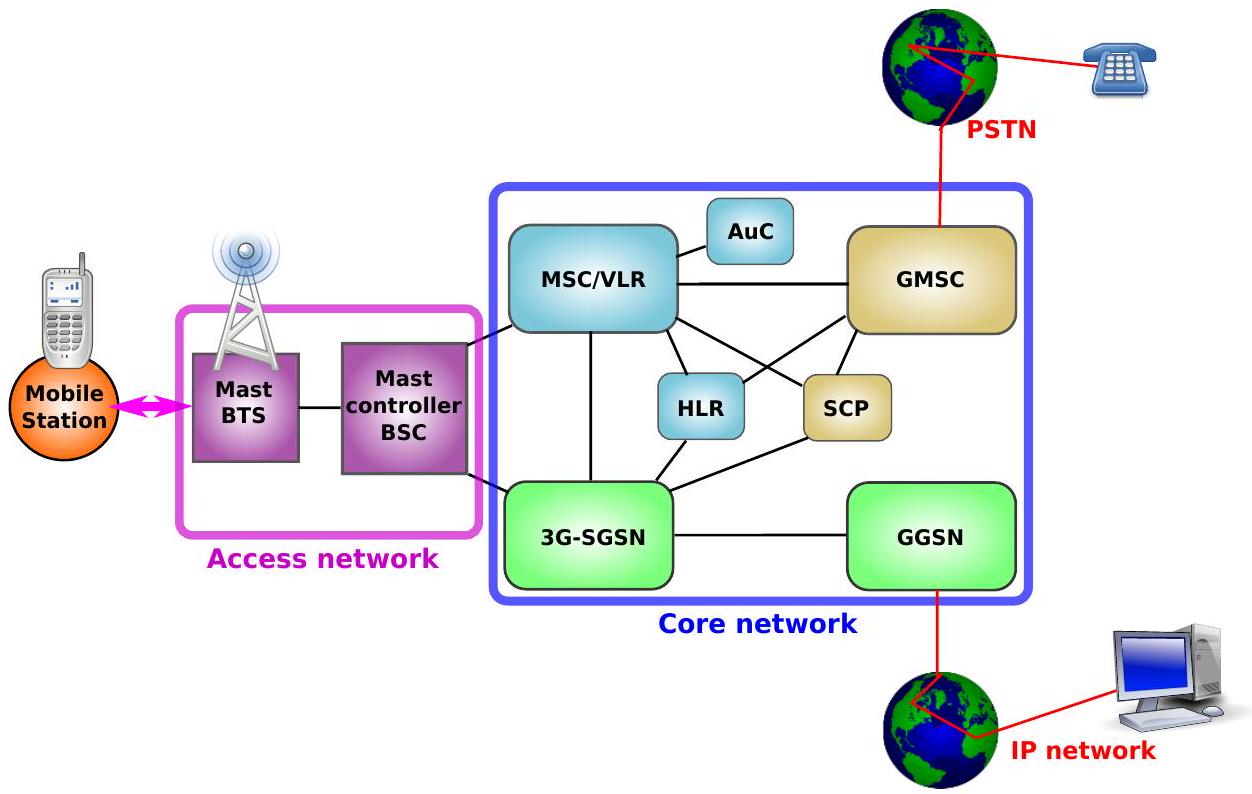 PSTN
AuC
MSC/VLR
GMSC
Mobile
Station
Mast
BTS
Mast
controller
BSC
HLR
SCP
3G-SGSN
GGSN
Access network
Core network
IP network